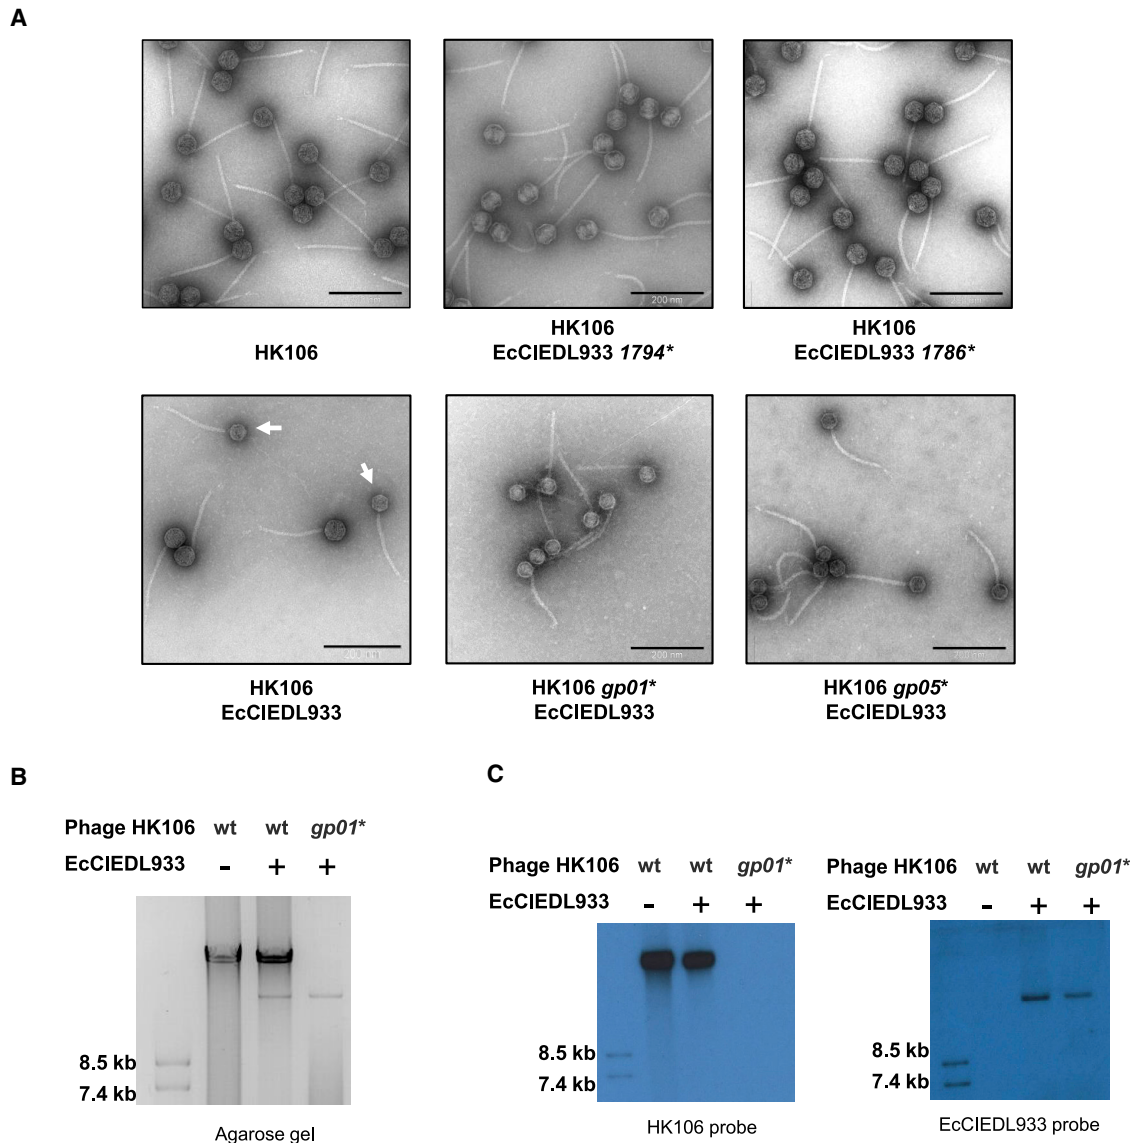 A
HK106
200 nm
HK106
EcCIEDL933 1794*
HK106
EcCIEDL933 1786*
HK106
EcCIEDL933
200 nm
HK106 gp01*
EcCIEDL933
200 nm
HK106 gp05*
EcCIEDL933
B
Phage HK106 wt wt gp01*
EcCIEDL933 - + +
8.5 kb
7.4 kb
Agarose gel
C
Phage HK106 wt wt gp01*
EcCIEDL933 - + +
8.5 kb
7.4 kb
HK106 probe
Phage HK106 wt wt gp01*
EcCIEDL933 - + +
8.5 kb
7.4 kb
EcCIEDL933 probe